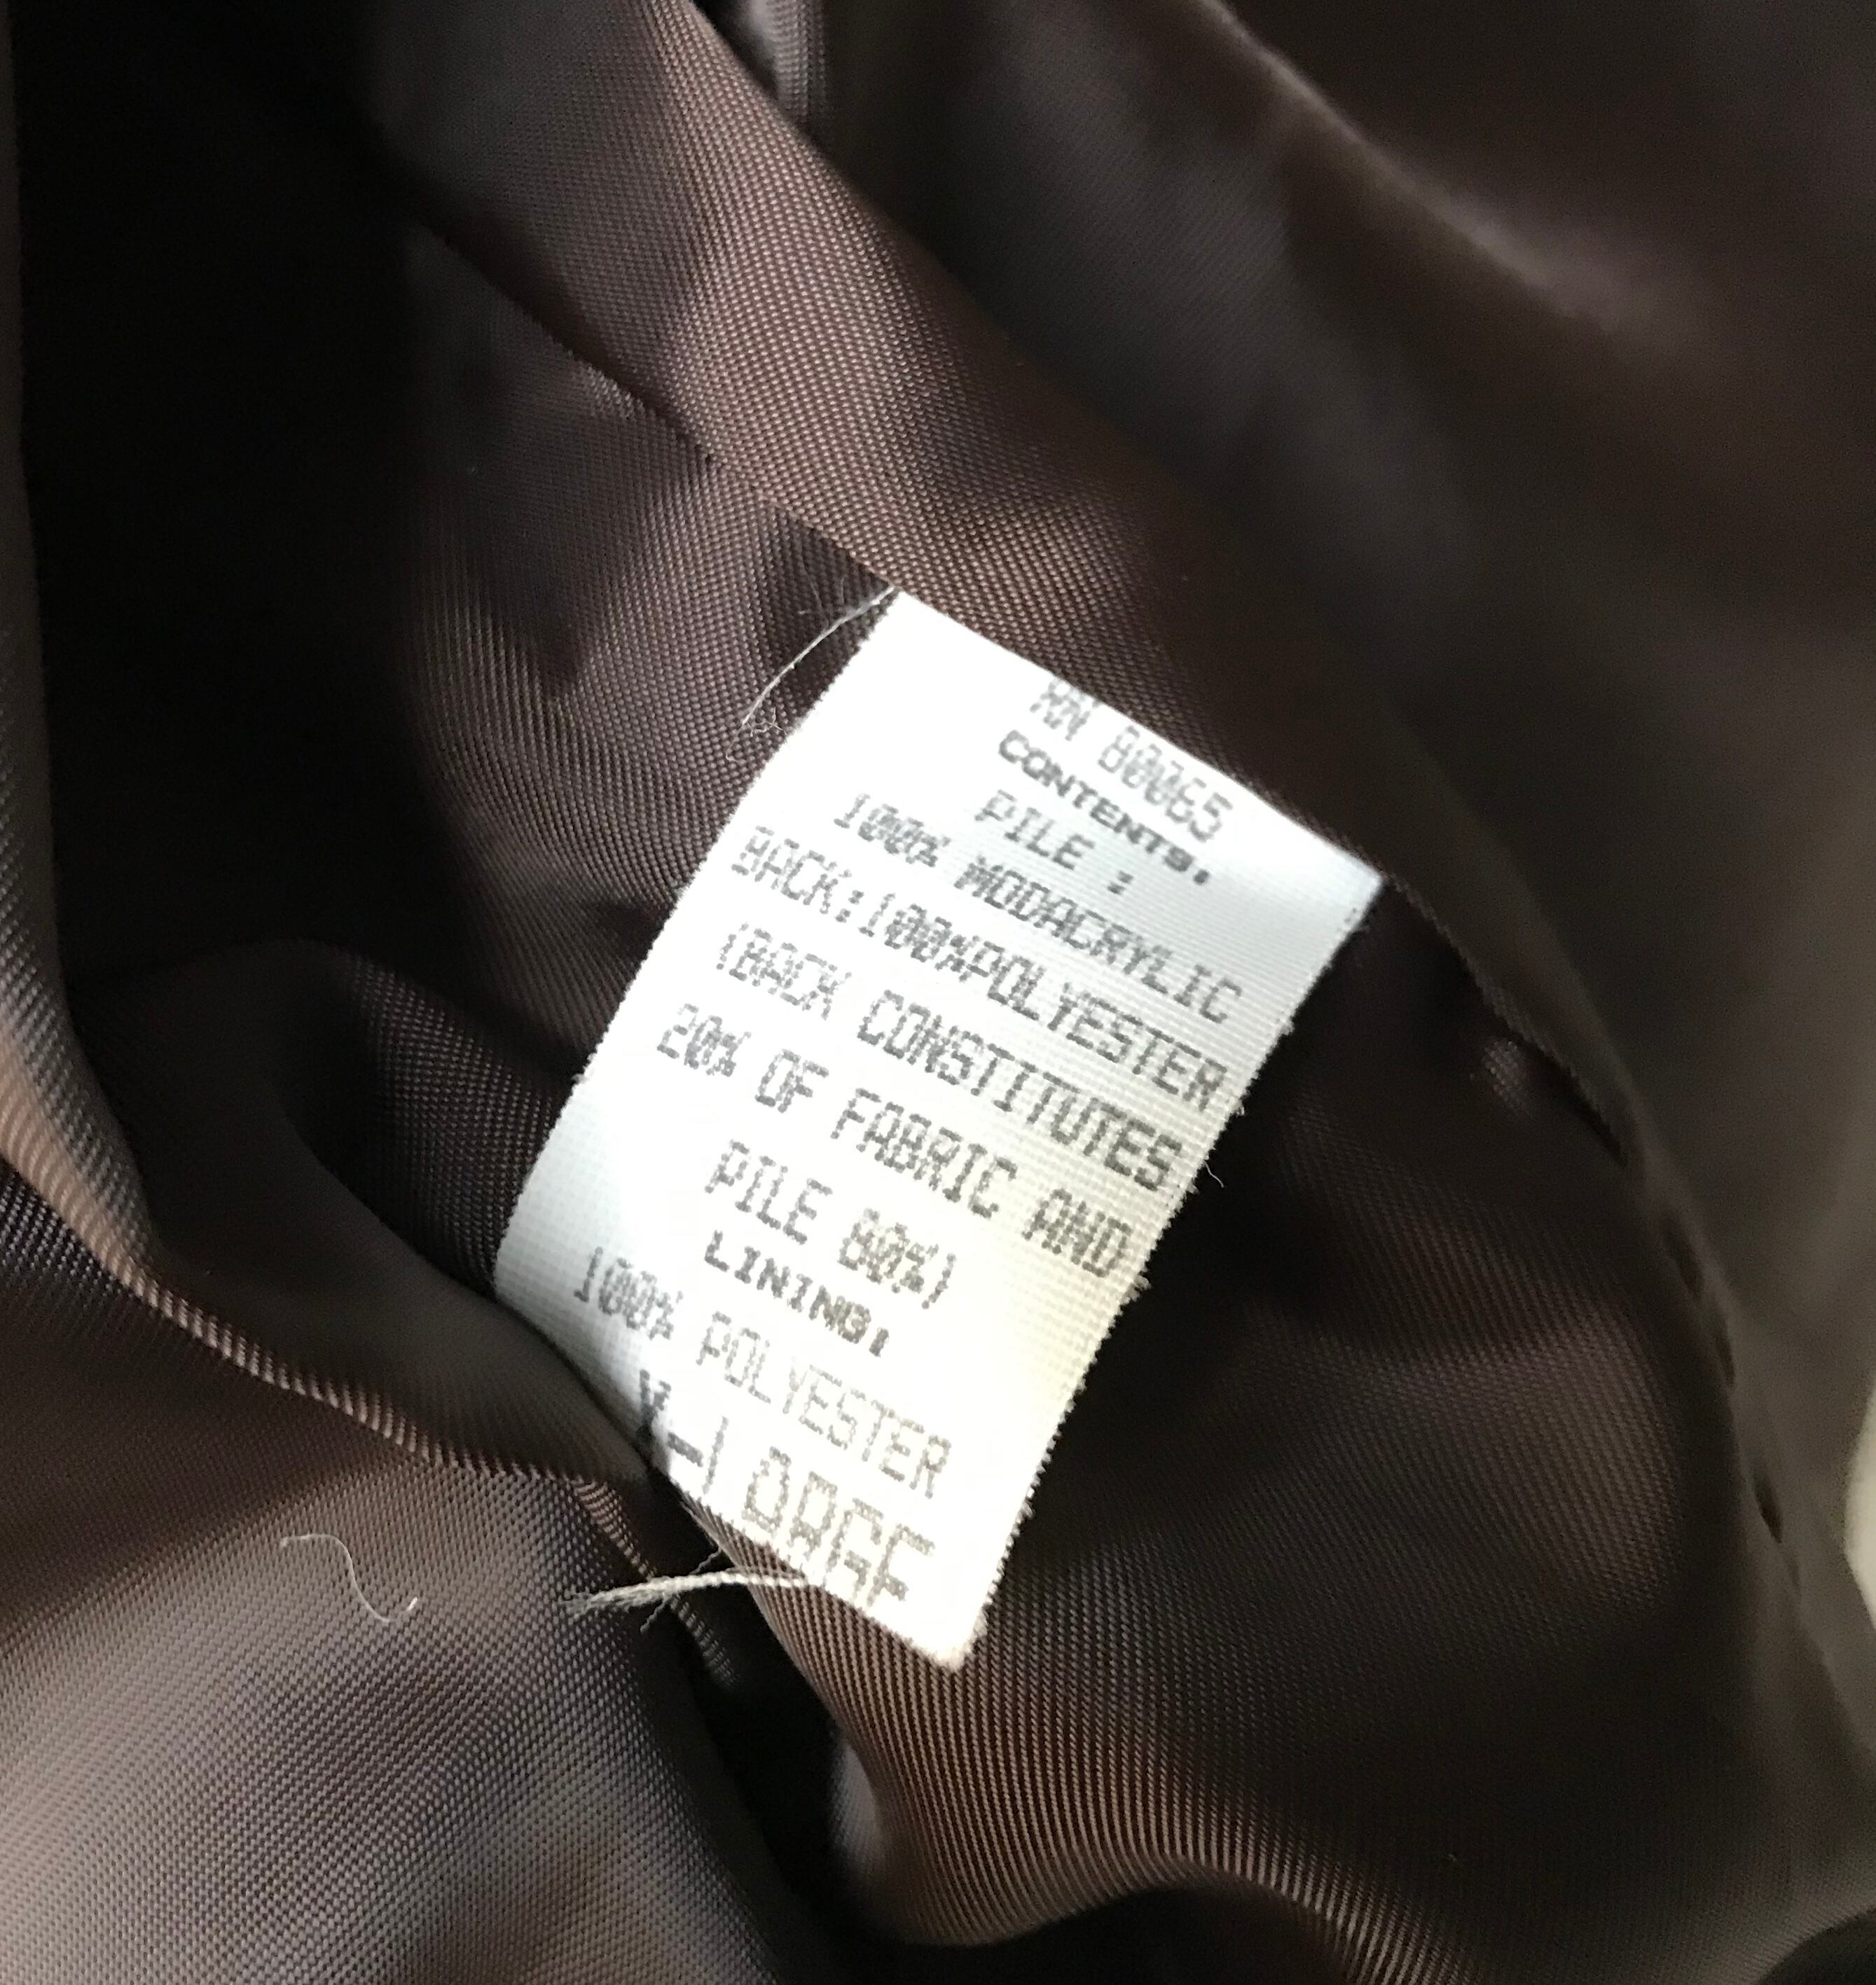 RN 80065
CONTENTS.
PILE :
100% MODACRYLIC
BACK:100%POLYESTER
(BACK CONSTITUTES
20% OF FABRIC AND
PILE 80%)
LINING:
100% POLYESTER
X-LARGE